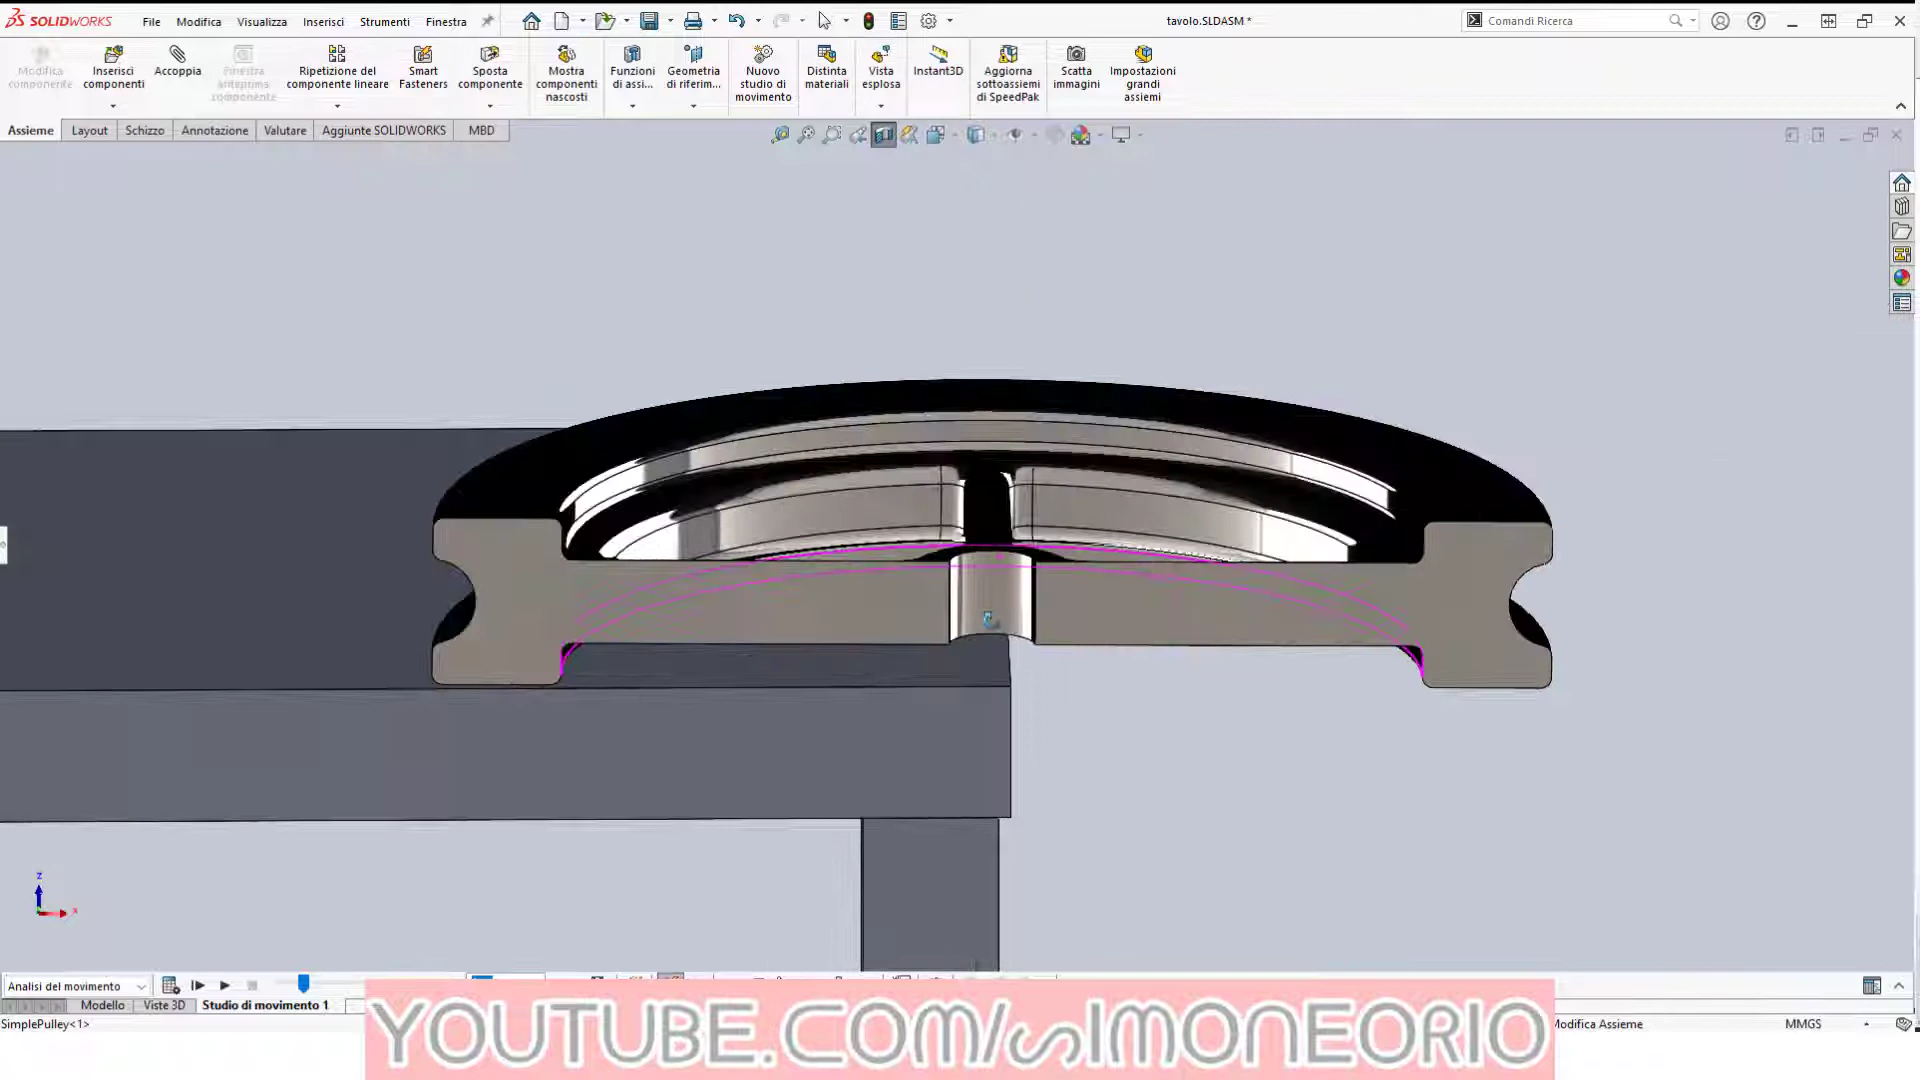 SOLIDWORKS File Modifica Visualizza Inserisci Strumenti Finestra tavolo.SLDASM * Comandi Ricerca
Modifica componente
Inserisci componenti
Accoppia
Finestra anteprima componente
Ripetizione del componente lineare
Smart Fasteners
Sposta componente
Mostra componenti nascosti
Funzioni di assi...
Geometria di riferim...
Nuovo studio di movimento
Distinta materiali
Vista esplosa
Instant3D
Aggiorna sottoassiemi di SpeedPak
Scatta immagini
Impostazioni grandi assiemi
Assieme Layout Schizzo Annotazione Valutare Aggiunte SOLIDWORKS MBD
z
x
Analisi del movimento
Modello Viste 3D Studio di movimento 1
SimplePulley<1> Modifica Assieme MMGS
YOUTUBE.COM/SIMONEORIO